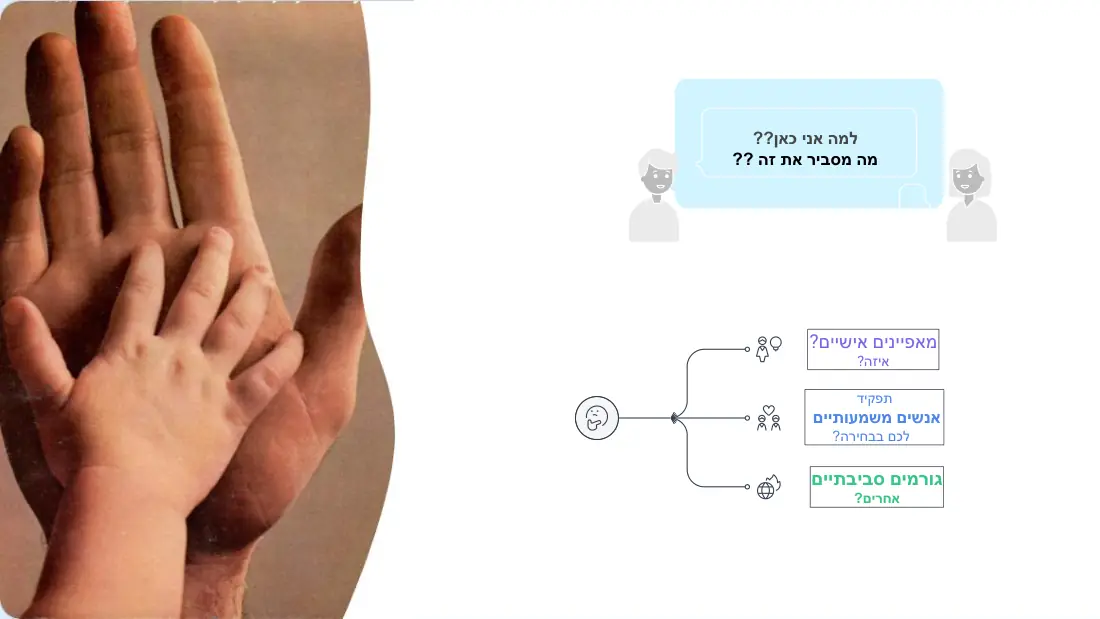 למה אני כאן??
מה מסביר את זה ??
מאפיינים אישיים?
איזה?
תפקיד
אנשים משמעותיים
לכם בבחירה?
גורמים סביבתיים
אחרים?